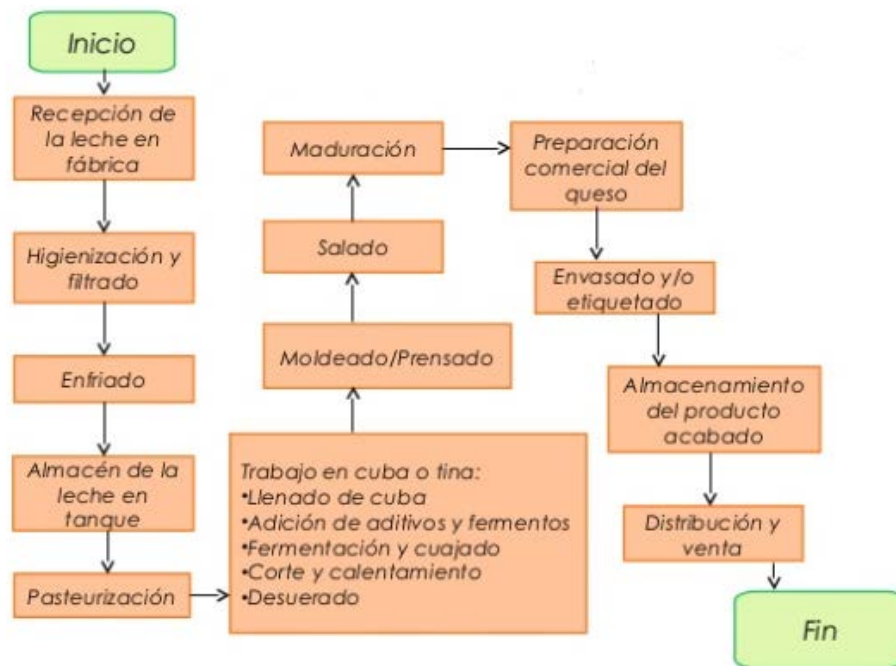 Inicio
Recepción de
la leche en
fábrica
Higienización y
filtrado
Enfriado
Almacén de la
leche en
tanque
Pasteurización
Trabajo en cuba o tina:
•Llenado de cuba
•Adición de aditivos y fermentos
•Fermentación y cuajado
•Corte y calentamiento
•Desuerado
Moldeado/Prensado
Salado
Maduración
Preparación
comercial del
queso
Envasado y/o
etiquetado
Almacenamiento
del producto
acabado
Distribución y
venta
Fin